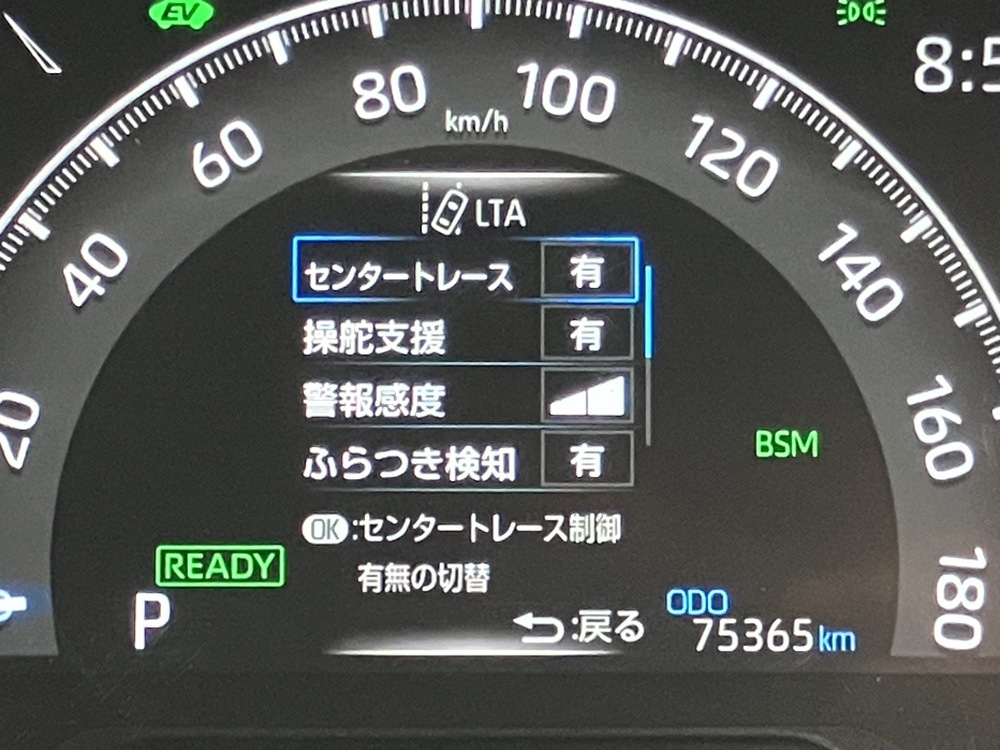 EV
8:5
80
100
km/h
60
120
LTA
40
140
センタートレース 有
操舵支援 有
警報感度
20
160
BSM
ふらつき検知 有
OK:センタートレース制御
有無の切替
READY
180
P
ODO
:戻る
75365km